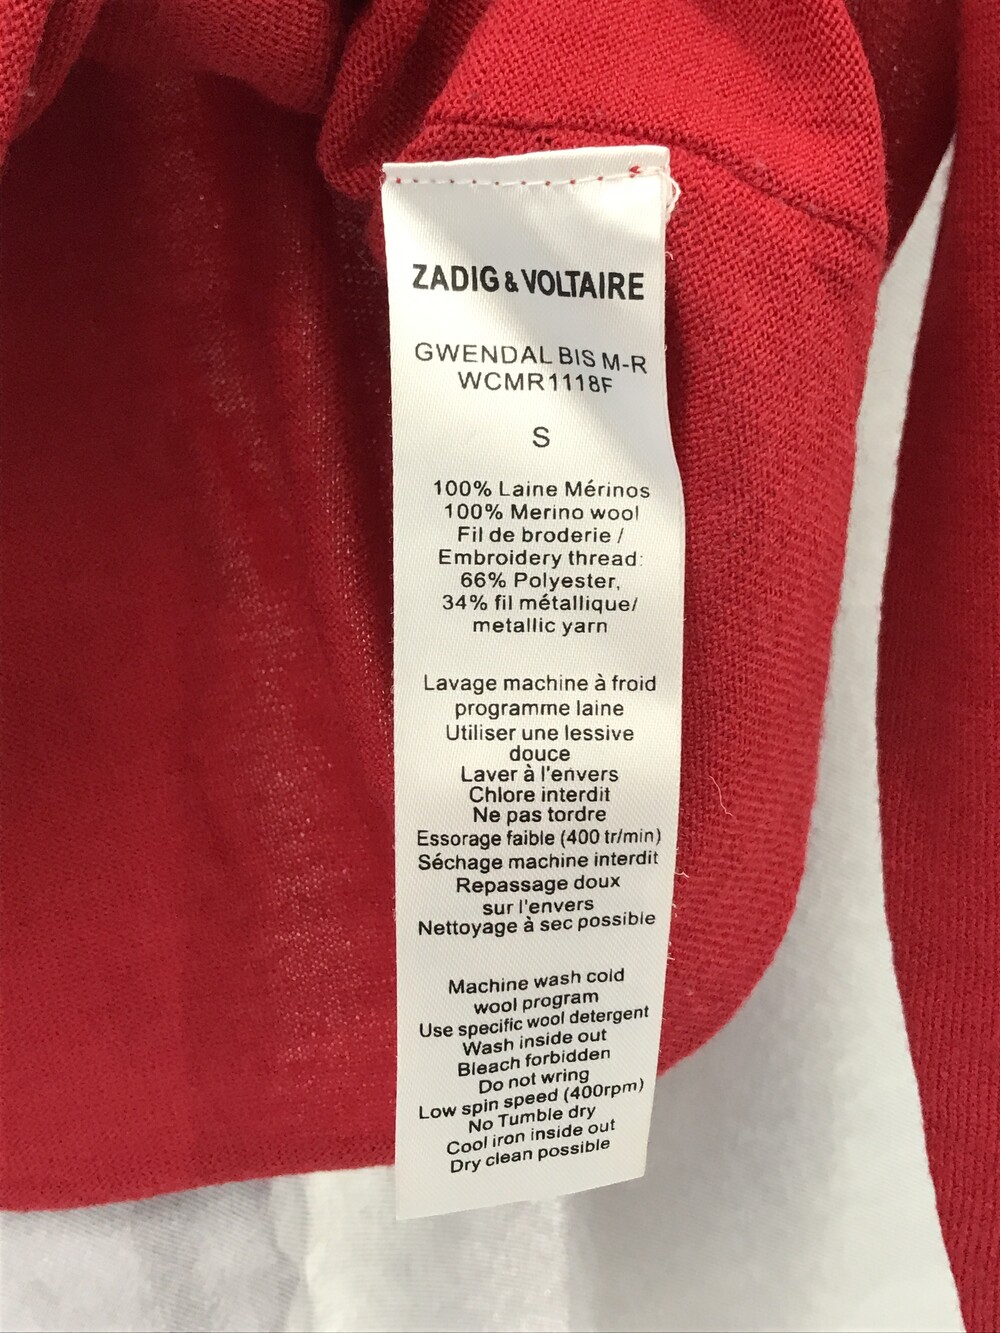 ZADIG & VOLTAIRE
GWENDAL BIS M-R
WCMR1118F
S
100% Laine Mérinos
100% Merino wool
Fil de broderie /
Embroidery thread:
66% Polyester,
34% fil métallique/
metallic yarn
Lavage machine à froid
programme laine
Utiliser une lessive
douce
Laver à l'envers
Chlore interdit
Ne pas tordre
Essorage faible (400 tr/min)
Séchage machine interdit
Repassage doux
sur l'envers
Nettoyage à sec possible
Machine wash cold
wool program
Use specific wool detergent
Wash inside out
Bleach forbidden
Do not wring
Low spin speed (400rpm)
No Tumble dry
Cool iron inside out
Dry clean possible